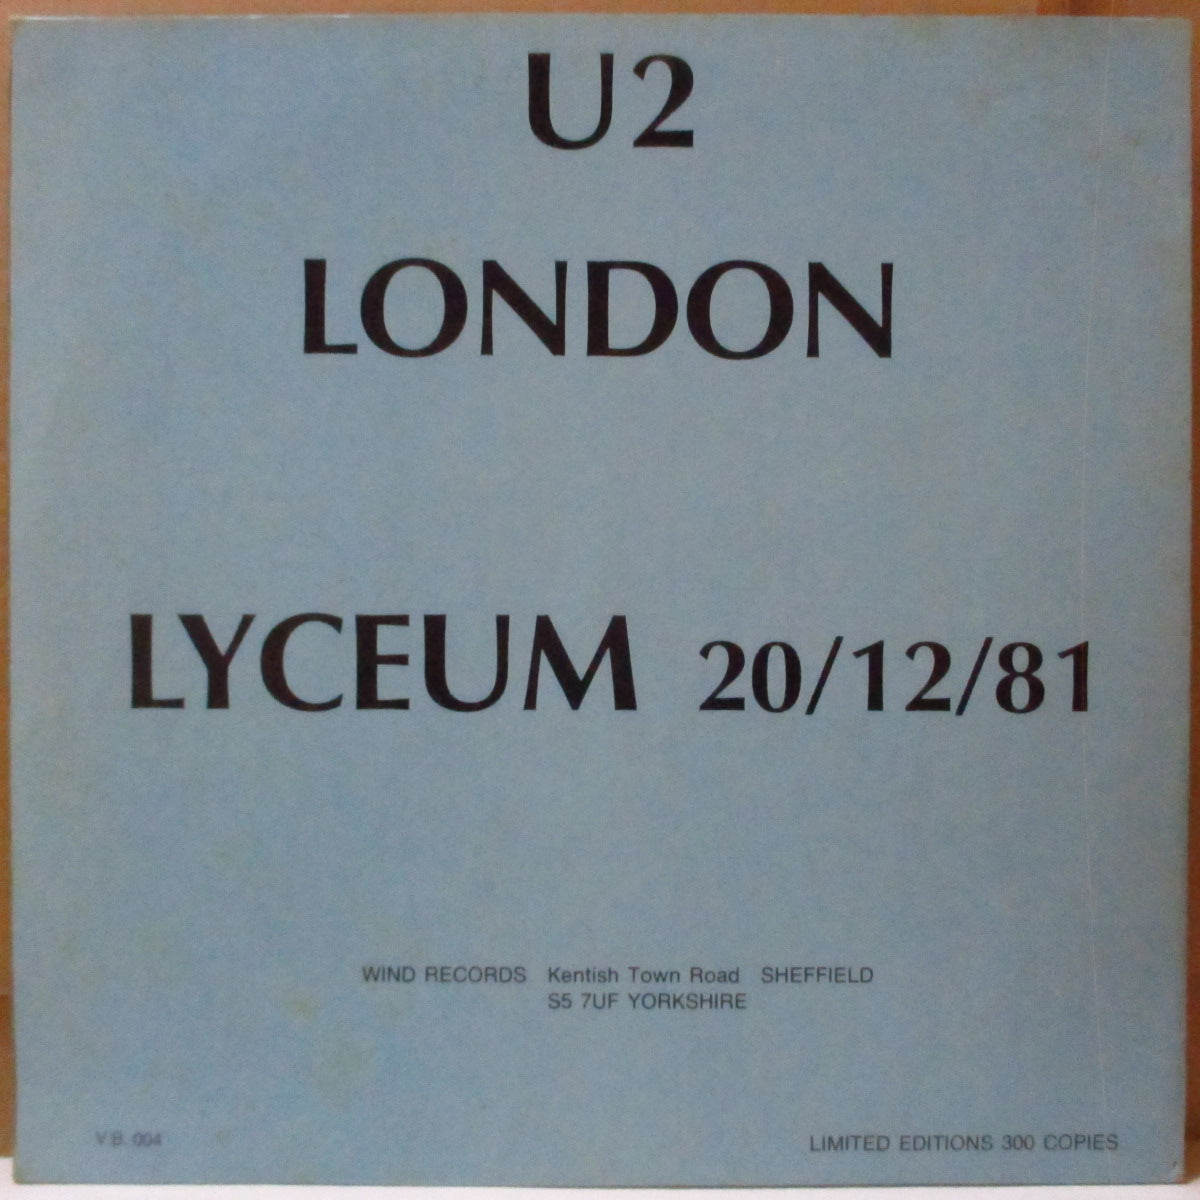 U2
LONDON
LYCEUM 20/12/81
WIND RECORDS Kentish Town Road SHEFFIELD
S5 7UF YORKSHIRE
V.B. 004
LIMITED EDITIONS 300 COPIES